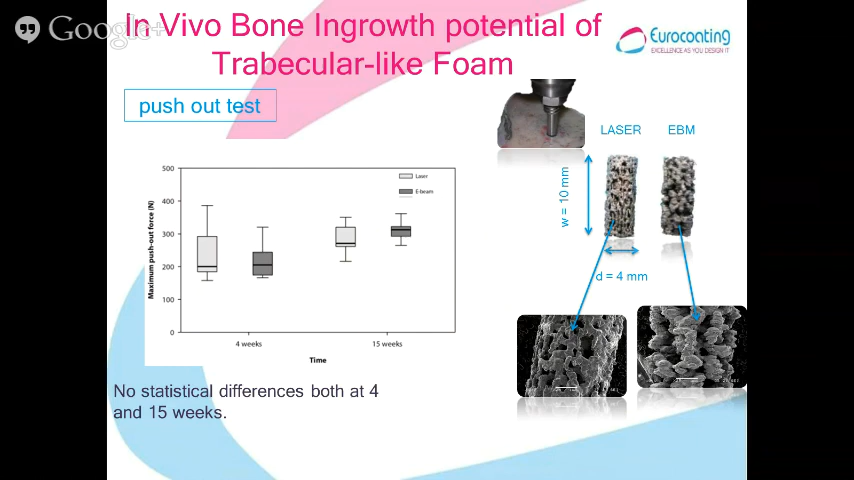 Google+
In Vivo Bone Ingrowth potential of
Trabecular-like Foam
Eurocoating
EXCELLENCE AS YOU DESIGN IT
push out test
LASER
EBM
w = 10 mm
d = 4 mm
Maximum push-out force (N)
500
400
300
200
100
0
Laser
E-beam
4 weeks
15 weeks
Time
No statistical differences both at 4
and 15 weeks.